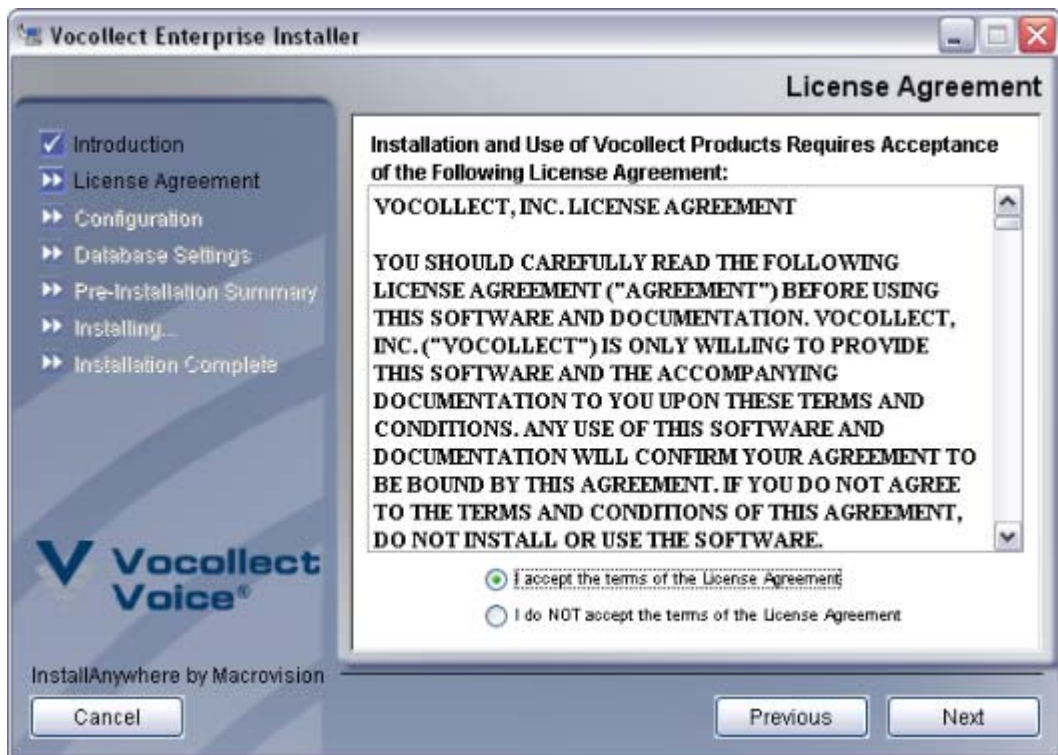 Vocollect Enterprise Installer
License Agreement
Introduction
License Agreement
Configuration
Database Settings
Pre-Installation Summary
Installing...
Installation Complete
Vocollect
Voice®
Installation and Use of Vocollect Products Requires Acceptance
of the Following License Agreement:
VOCOLLECT, INC. LICENSE AGREEMENT
YOU SHOULD CAREFULLY READ THE FOLLOWING
LICENSE AGREEMENT ("AGREEMENT") BEFORE USING
THIS SOFTWARE AND DOCUMENTATION. VOCOLLECT,
INC. ("VOCOLLECT") IS ONLY WILLING TO PROVIDE
THIS SOFTWARE AND THE ACCOMPANYING
DOCUMENTATION TO YOU UPON THESE TERMS AND
CONDITIONS. ANY USE OF THIS SOFTWARE AND
DOCUMENTATION WILL CONFIRM YOUR AGREEMENT TO
BE BOUND BY THIS AGREEMENT. IF YOU DO NOT AGREE
TO THE TERMS AND CONDITIONS OF THIS AGREEMENT,
DO NOT INSTALL OR USE THE SOFTWARE.
I accept the terms of the License Agreement
I do NOT accept the terms of the License Agreement
InstallAnywhere by Macrovision
Cancel
Previous
Next